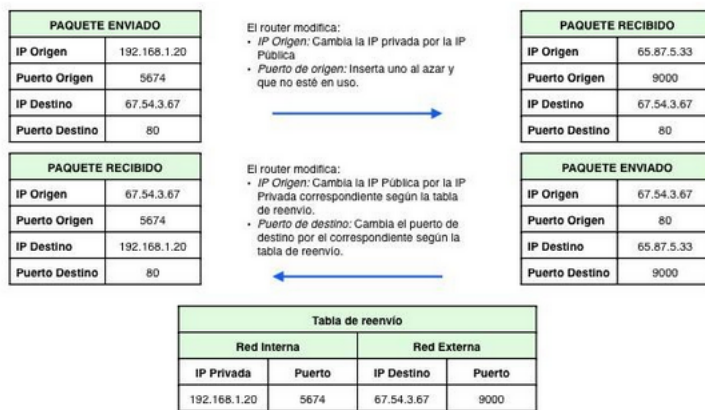 PAQUETE ENVIADO
IP Origen 192.168.1.20
Puerto Origen 5674
IP Destino 67.54.3.67
Puerto Destino 80
El router modifica:
• IP Origen: Cambia la IP privada por la IP
Pública
• Puerto de origen: Inserta uno al azar y
que no esté en uso.
PAQUETE RECIBIDO
IP Origen 65.87.5.33
Puerto Origen 9000
IP Destino 67.54.3.67
Puerto Destino 80
PAQUETE RECIBIDO
IP Origen 67.54.3.67
Puerto Origen 5674
IP Destino 192.168.1.20
Puerto Destino 80
El router modifica:
• IP Origen: Cambia la IP Pública por la IP
Privada correspondiente según la tabla
de reenvío.
• Puerto de destino: Cambia el puerto de
destino por el correspondiente según la
tabla de reenvío.
PAQUETE ENVIADO
IP Origen 67.54.3.67
Puerto Origen 80
IP Destino 65.87.5.33
Puerto Destino 9000
Tabla de reenvío
Red Interna Red Externa
IP Privada Puerto IP Destino Puerto
192.168.1.20 5674 67.54.3.67 9000